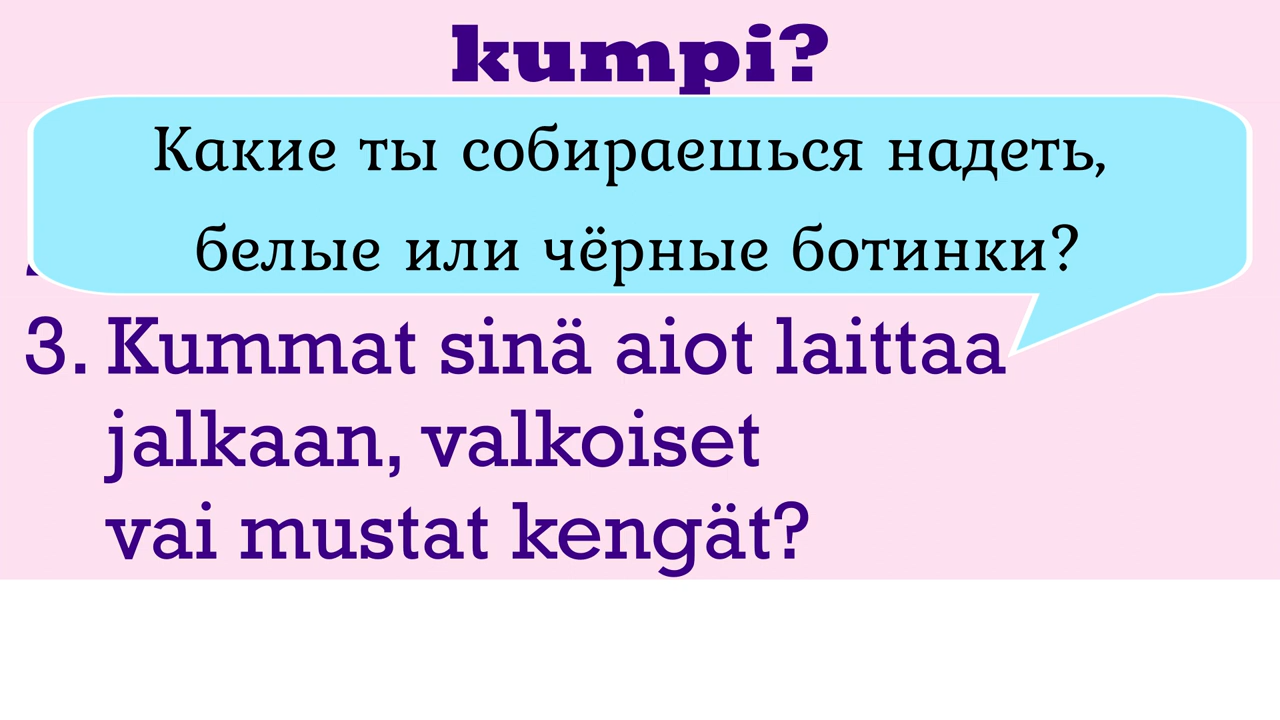 kumpi?
Какие ты собираешься надеть,
белые или чёрные ботинки?
3. Kummat sinä aiot laittaa
jalkaan, valkoiset
vai mustat kengät?